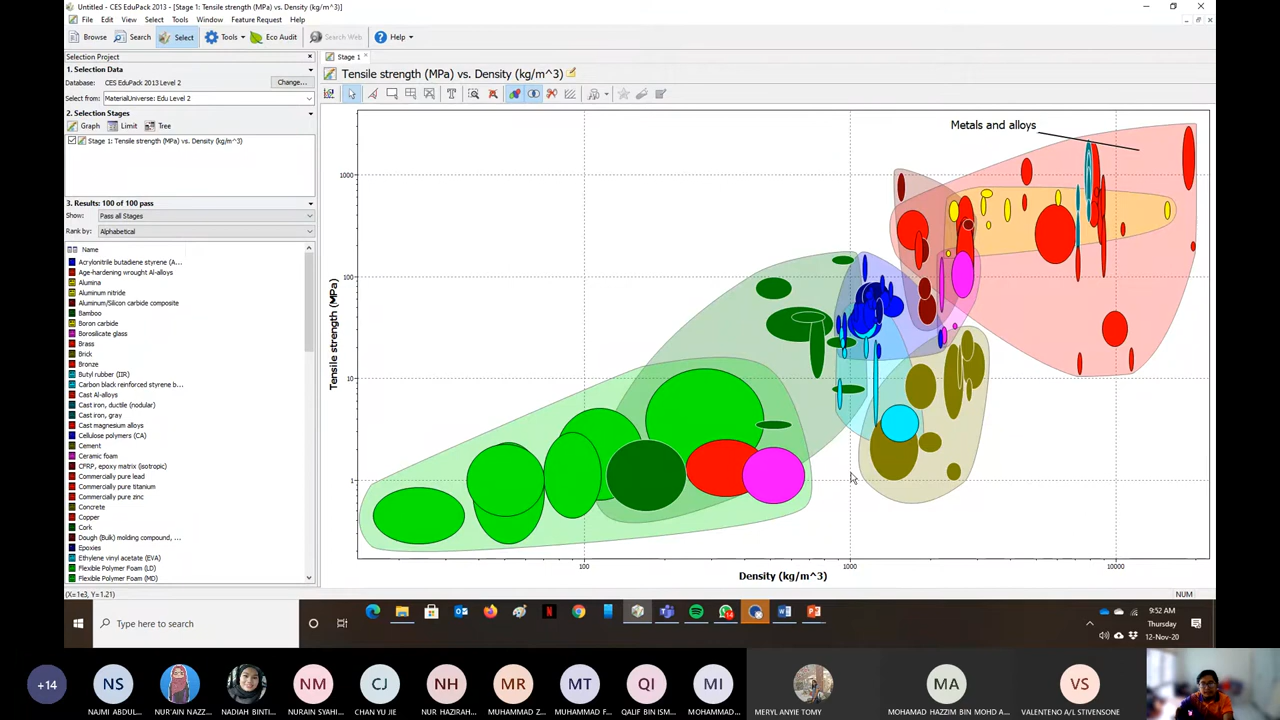 Untitled - CES EduPack 2013 - [Stage 1: Tensile strength (MPa) vs. Density (kg/m^3)]
File Edit View Select Tools Window Feature Request Help
Browse Search Select Tools Eco Audit Search Web Help
Selection Project
1. Selection Data
Database: CES EduPack 2013 Level 2
Change...
Select from: MaterialUniverse: Edu Level 2
2. Selection Stages
Graph Limit Tree
Stage 1: Tensile strength (MPa) vs. Density (kg/m^3)
3. Results: 100 of 100 pass
Show: Pass all Stages
Rank by: Alphabetical
Name
Acrylonitrile butadiene styrene (A...
Age-hardening wrought Al-alloys
Alumina
Aluminum nitride
Aluminum/Silicon carbide composite
Bamboo
Boron carbide
Borosilicate glass
Brass
Brick
Bronze
Butyl rubber (IIR)
Carbon black reinforced styrene b...
Cast Al-alloys
Cast iron, ductile (nodular)
Cast iron, gray
Cast magnesium alloys
Cellulose polymers (CA)
Cement
Ceramic foam
CFRP, epoxy matrix (isotropic)
Commercially pure lead
Commercially pure titanium
Commercially pure zinc
Concrete
Copper
Cork
Dough (Bulk) molding compound, ...
Epoxies
Ethylene vinyl acetate (EVA)
Flexible Polymer Foam (LD)
Flexible Polymer Foam (MD)
Stage 1
Tensile strength (MPa) vs. Density (kg/m^3)
Metals and alloys
Tensile strength (MPa)
1000
100
10
1
100 1000 10000
Density (kg/m^3)
(X=1e3, Y=1.21)
NUM
Type here to search
9:52 AM
Thursday
12-Nov-20
+14
NS
NM
CJ
NH
MR
MT
QI
MI
MA
VS
NAJMI ABDUL...
NUR'AIN NAZZ...
NADIAH BINTI...
NURAIN SYAHI...
CHAN YU JIE
NUR HAZIRAH...
MUHAMMAD Z...
MUHAMMAD F...
QALIF BIN ISM...
MOHAMMAD...
MERYL ANYIE TOMY
MOHAMAD HAZZIM BIN MOHD A...
VALENTENO A/L STIVENSONE